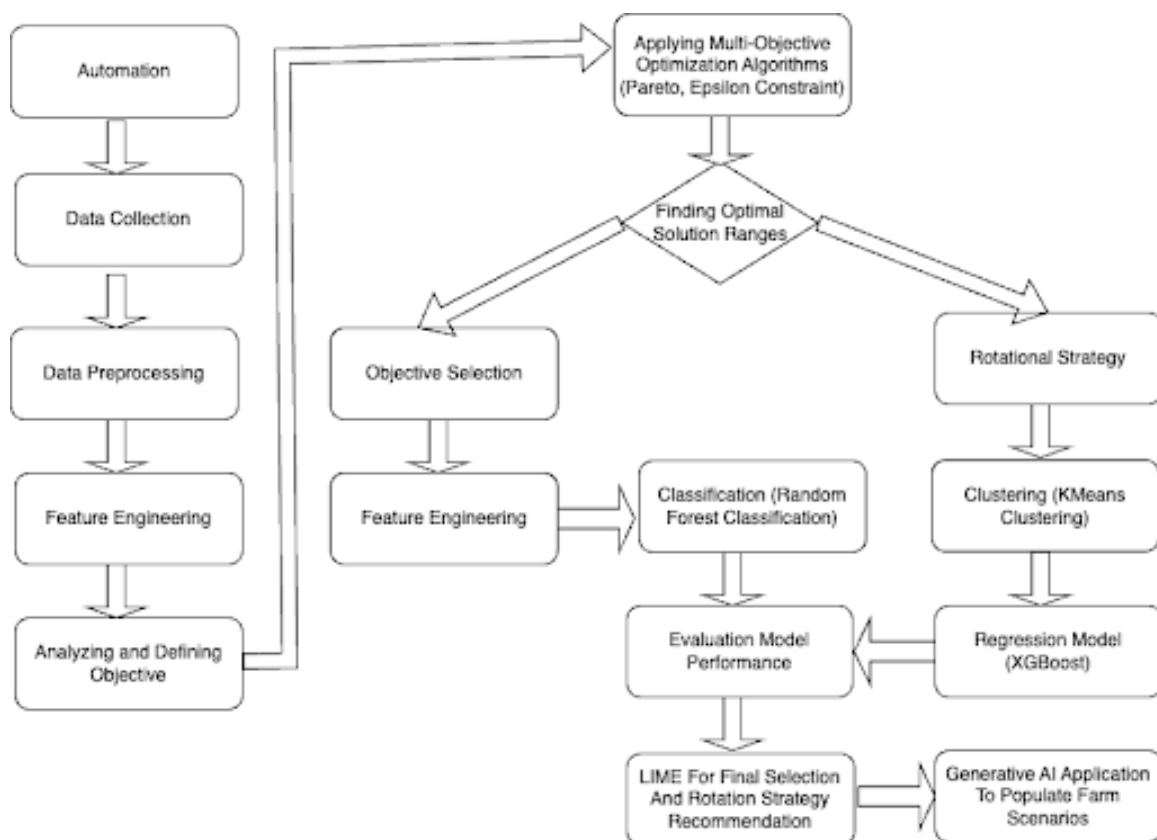 Automation
Data Collection
Data Preprocessing
Feature Engineering
Analyzing and Defining
Objective
Applying Multi-Objective
Optimization Algorithms
(Pareto, Epsilon Constraint)
Finding Optimal
Solution Ranges
Objective Selection
Feature Engineering
Classification (Random
Forest Classification)
Rotational Strategy
Clustering (KMeans
Clustering)
Regression Model
(XGBoost)
Evaluation Model
Performance
LIME For Final Selection
And Rotation Strategy
Recommendation
Generative AI Application
To Populate Farm
Scenarios